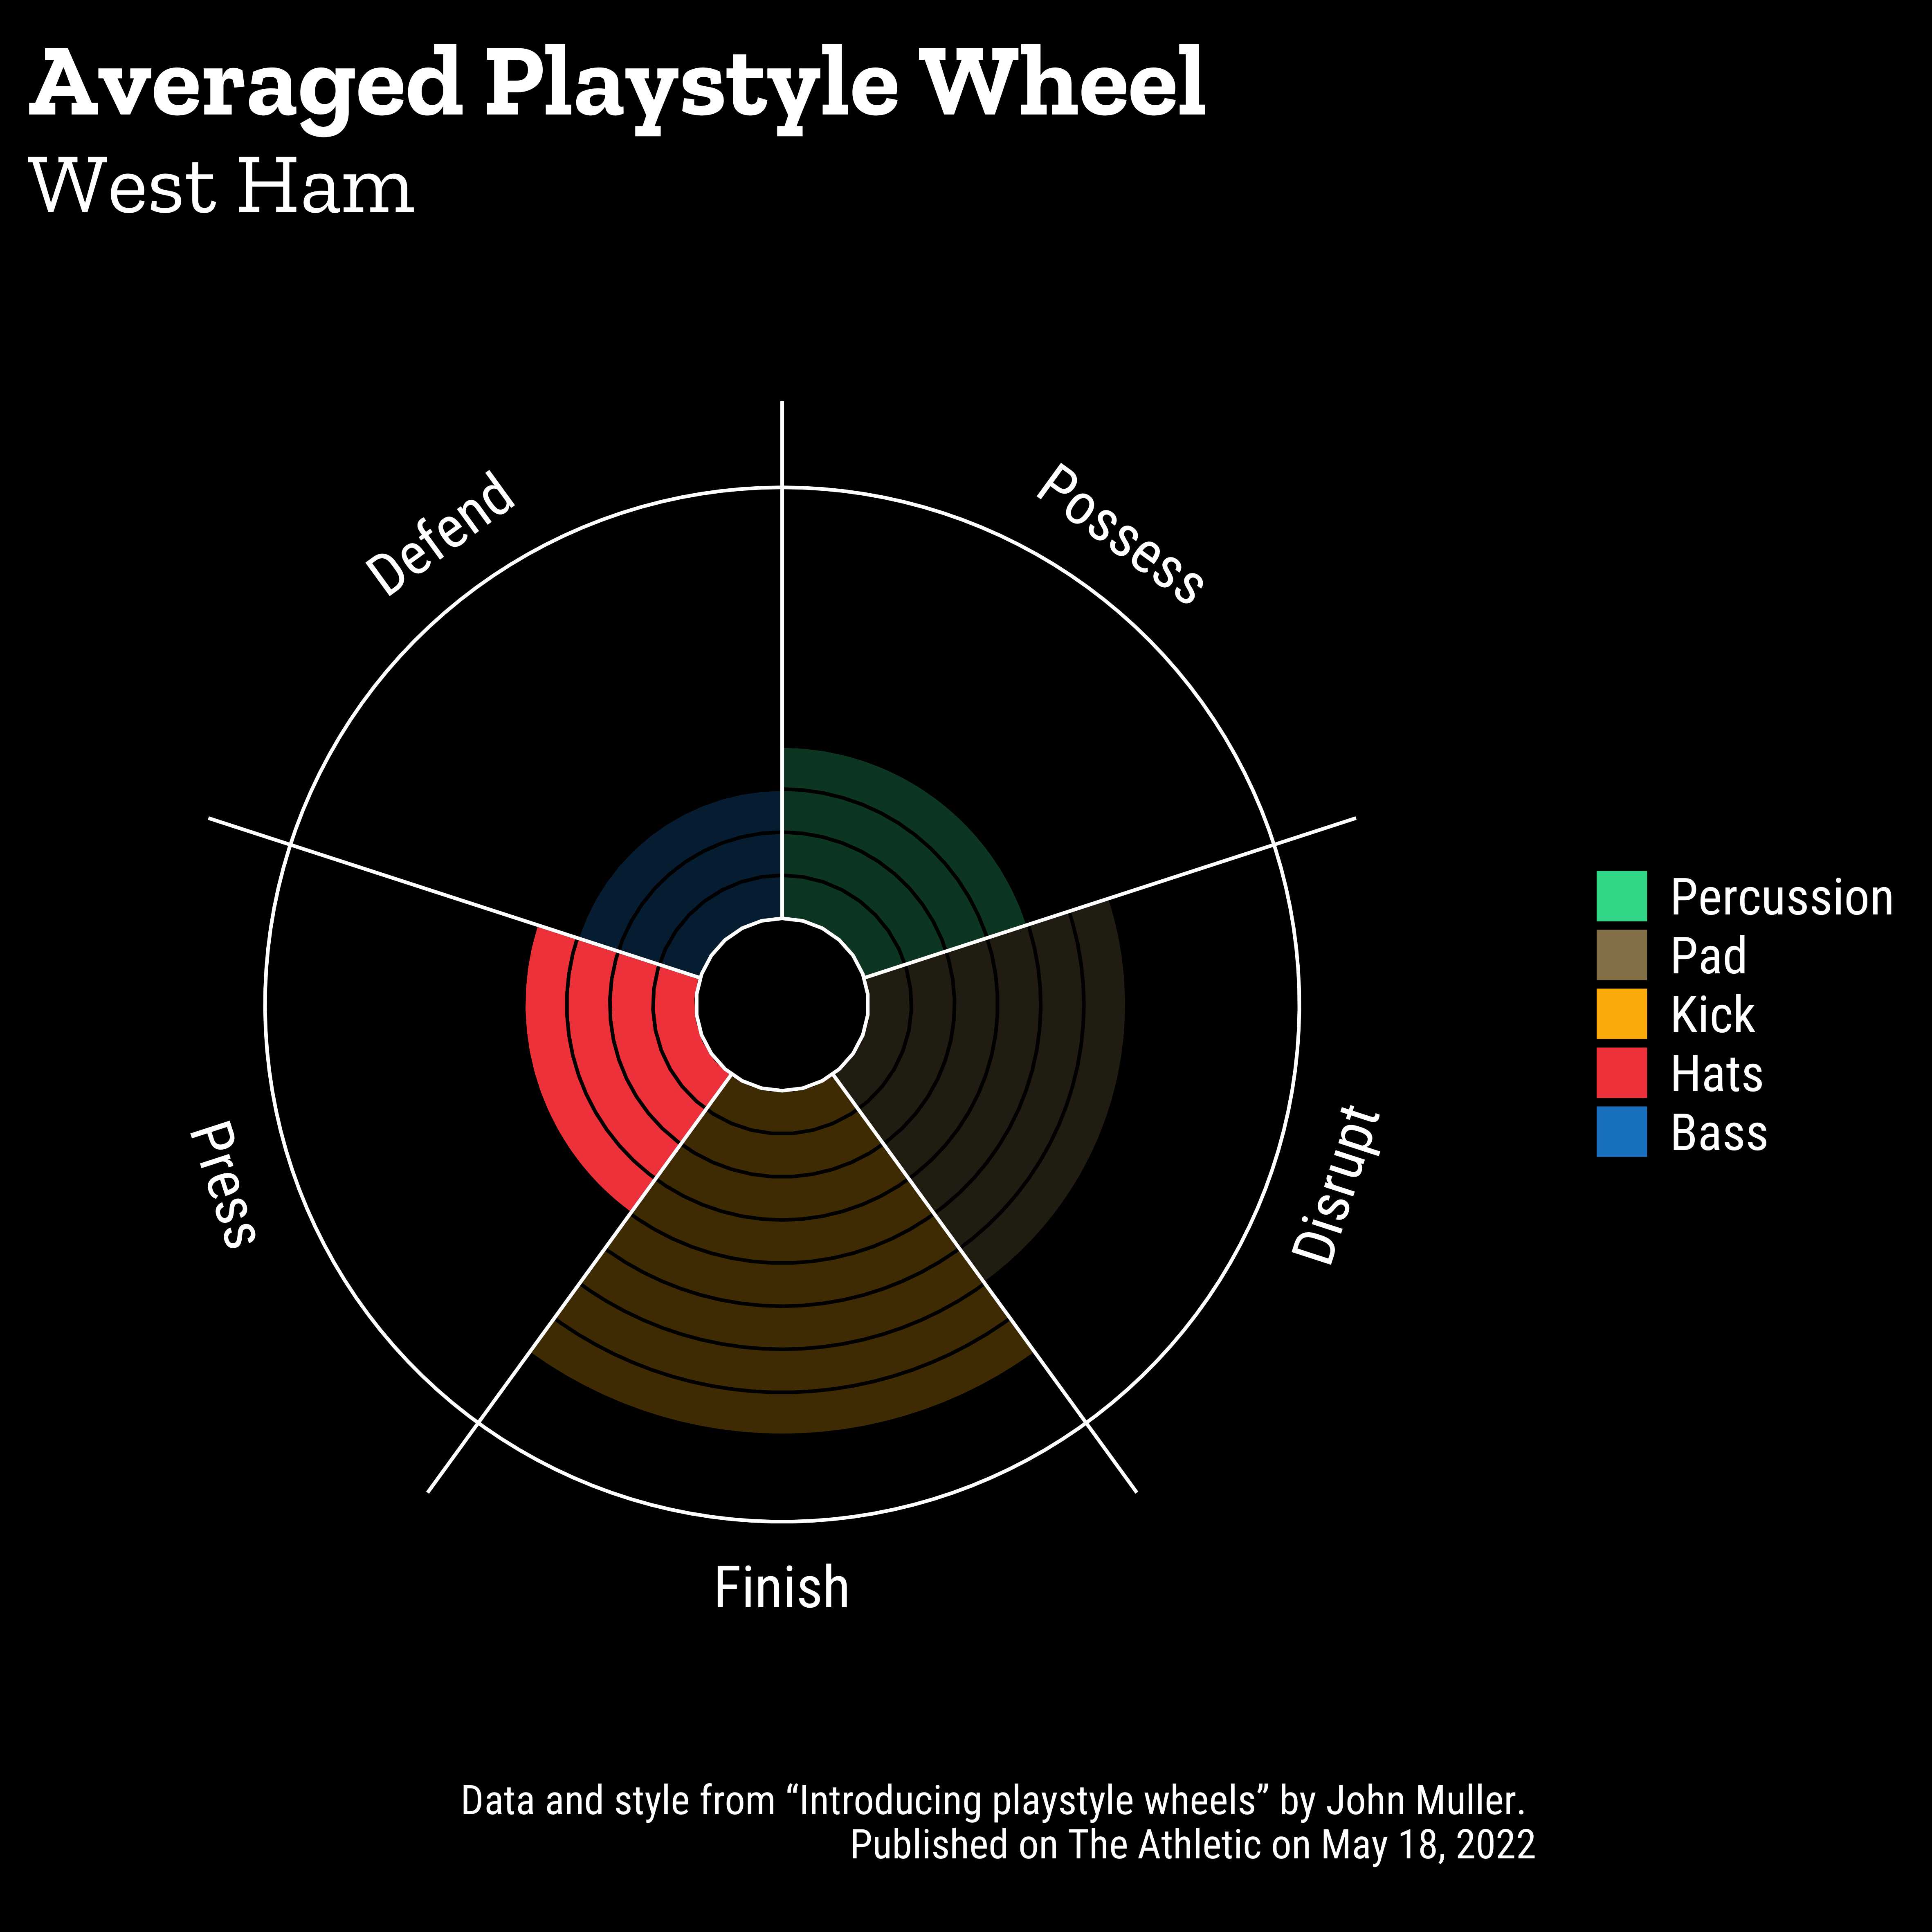 Averaged Playstyle Wheel
West Ham
Defend
Possess
Press
Disrupt
Finish
Percussion
Pad
Kick
Hats
Bass
Data and style from “Introducing playstyle wheels” by John Muller.
Published on The Athletic on May 18, 2022